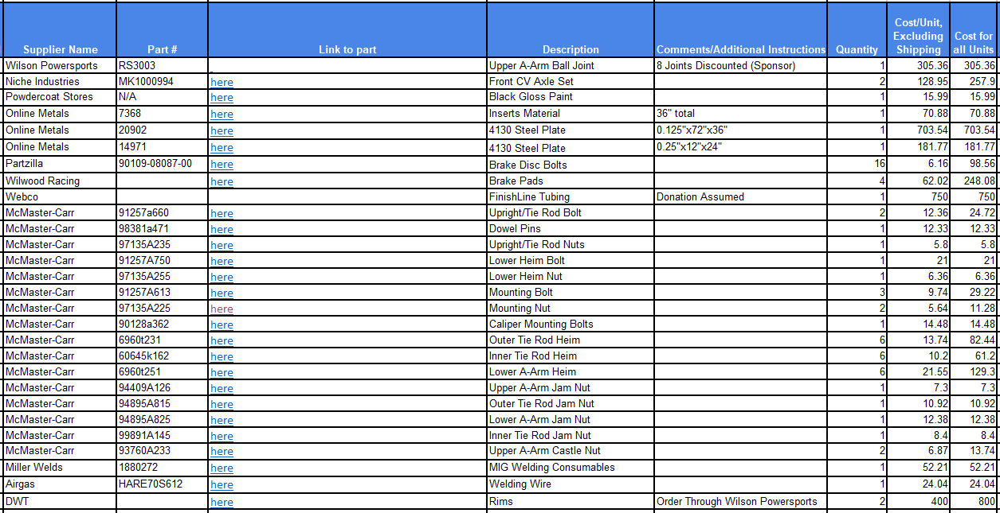 Supplier Name Part # Link to part Description Comments/Additional Instructions Quantity Cost/Unit, Excluding Shipping Cost for all Units
Wilson Powersports RS3003 Upper A-Arm Ball Joint 8 Joints Discounted (Sponsor) 1 305.36 305.36
Niche Industries MK1000994 here Front CV Axle Set 2 128.95 257.9
Powdercoat Stores N/A here Black Gloss Paint 1 15.99 15.99
Online Metals 7368 here Inserts Material 36" total 1 70.88 70.88
Online Metals 20902 here 4130 Steel Plate 0.125"x72"x36" 1 703.54 703.54
Online Metals 14971 here 4130 Steel Plate 0.25"x12"x24" 1 181.77 181.77
Partzilla 90109-08087-00 here Brake Disc Bolts 16 6.16 98.56
Wilwood Racing here Brake Pads 4 62.02 248.08
Webco FinishLine Tubing Donation Assumed 1 750 750
McMaster-Carr 91257a660 here Upright/Tie Rod Bolt 2 12.36 24.72
McMaster-Carr 98381a471 here Dowel Pins 1 12.33 12.33
McMaster-Carr 97135A235 here Upright/Tie Rod Nuts 1 5.8 5.8
McMaster-Carr 91257A750 here Lower Heim Bolt 1 21 21
McMaster-Carr 97135A255 here Lower Heim Nut 1 6.36 6.36
McMaster-Carr 91257A613 here Mounting Bolt 3 9.74 29.22
McMaster-Carr 97135A225 here Mounting Nut 2 5.64 11.28
McMaster-Carr 90128a362 here Caliper Mounting Bolts 1 14.48 14.48
McMaster-Carr 6960t231 here Outer Tie Rod Heim 6 13.74 82.44
McMaster-Carr 60645k162 here Inner Tie Rod Heim 6 10.2 61.2
McMaster-Carr 6960t251 here Lower A-Arm Heim 6 21.55 129.3
McMaster-Carr 94409A126 here Upper A-Arm Jam Nut 1 7.3 7.3
McMaster-Carr 94895A815 here Outer Tie Rod Jam Nut 1 10.92 10.92
McMaster-Carr 94895A825 here Lower A-Arm Jam Nut 1 12.38 12.38
McMaster-Carr 99891A145 here Inner Tie Rod Jam Nut 1 8.4 8.4
McMaster-Carr 93760A233 here Upper A-Arm Castle Nut 2 6.87 13.74
Miller Welds 1880272 here MIG Welding Consumables 1 52.21 52.21
Airgas HARE70S612 here Welding Wire 1 24.04 24.04
DWT here Rims Order Through Wilson Powersports 2 400 800